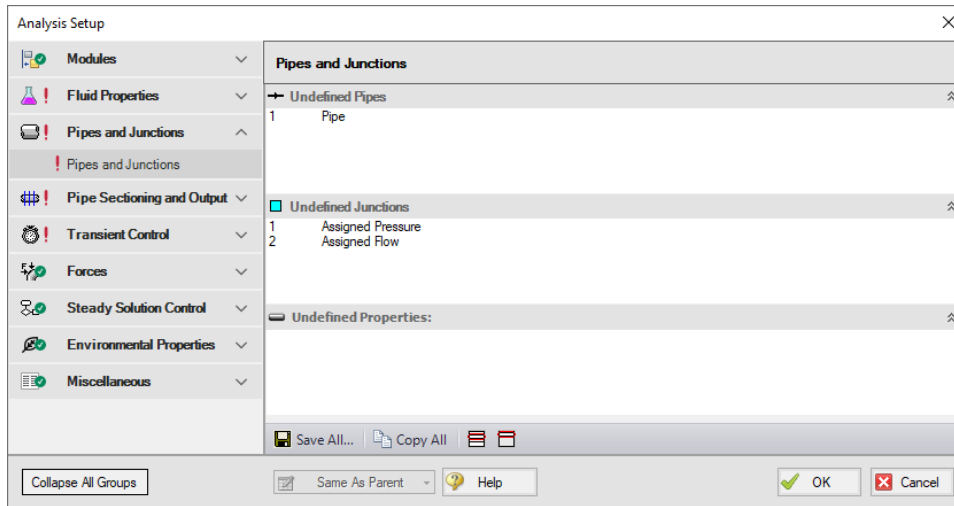 Analysis Setup
Modules
Fluid Properties
Pipes and Junctions
Pipes and Junctions
Pipe Sectioning and Output
Transient Control
Forces
Steady Solution Control
Environmental Properties
Miscellaneous
Collapse All Groups
Pipes and Junctions
Undefined Pipes
1 Pipe
Undefined Junctions
1 Assigned Pressure
2 Assigned Flow
Undefined Properties:
Save All... Copy All
Same As Parent Help OK Cancel